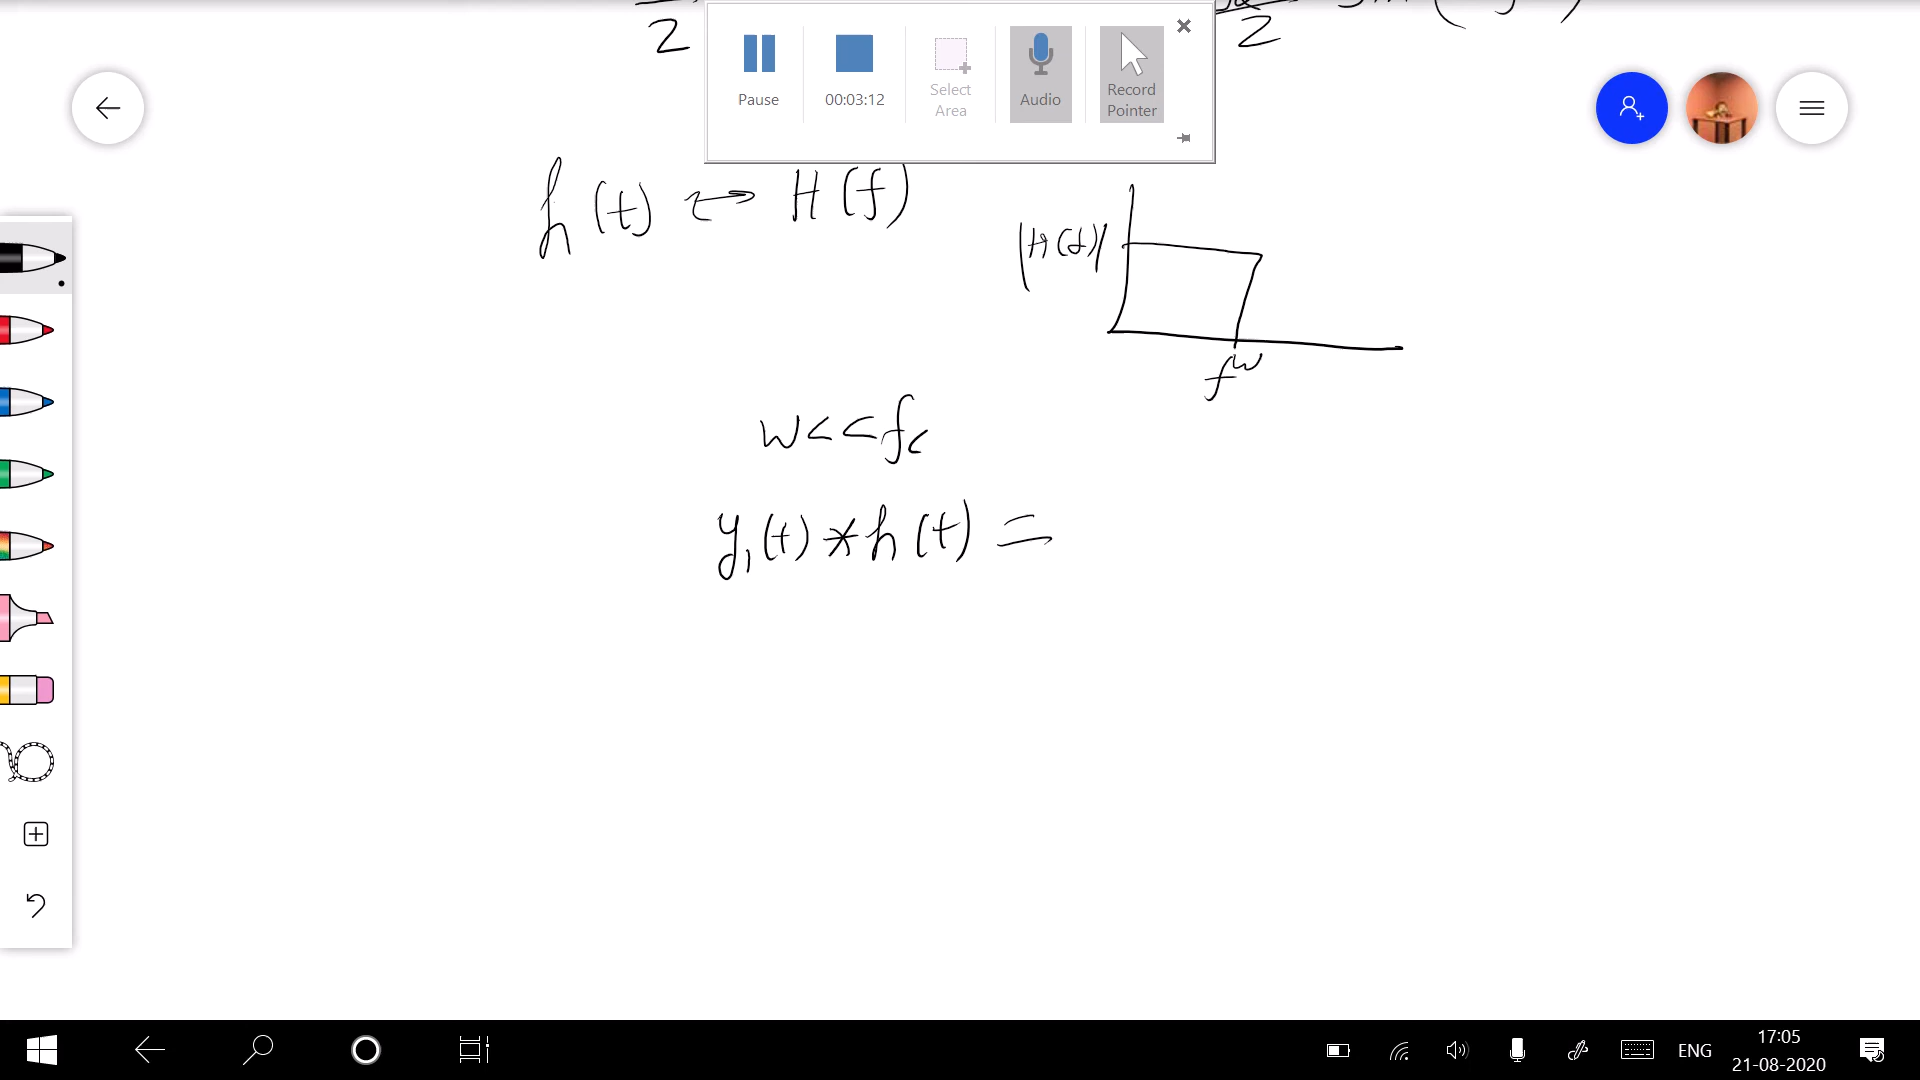 2
2
Pause
00:03:12
Select
Area
Audio
Record
Pointer
h(t) ↔ H(f)
|H(f)|
f W
W<<fc
y₁(t)*h(t) =
ENG
17:05
21-08-2020